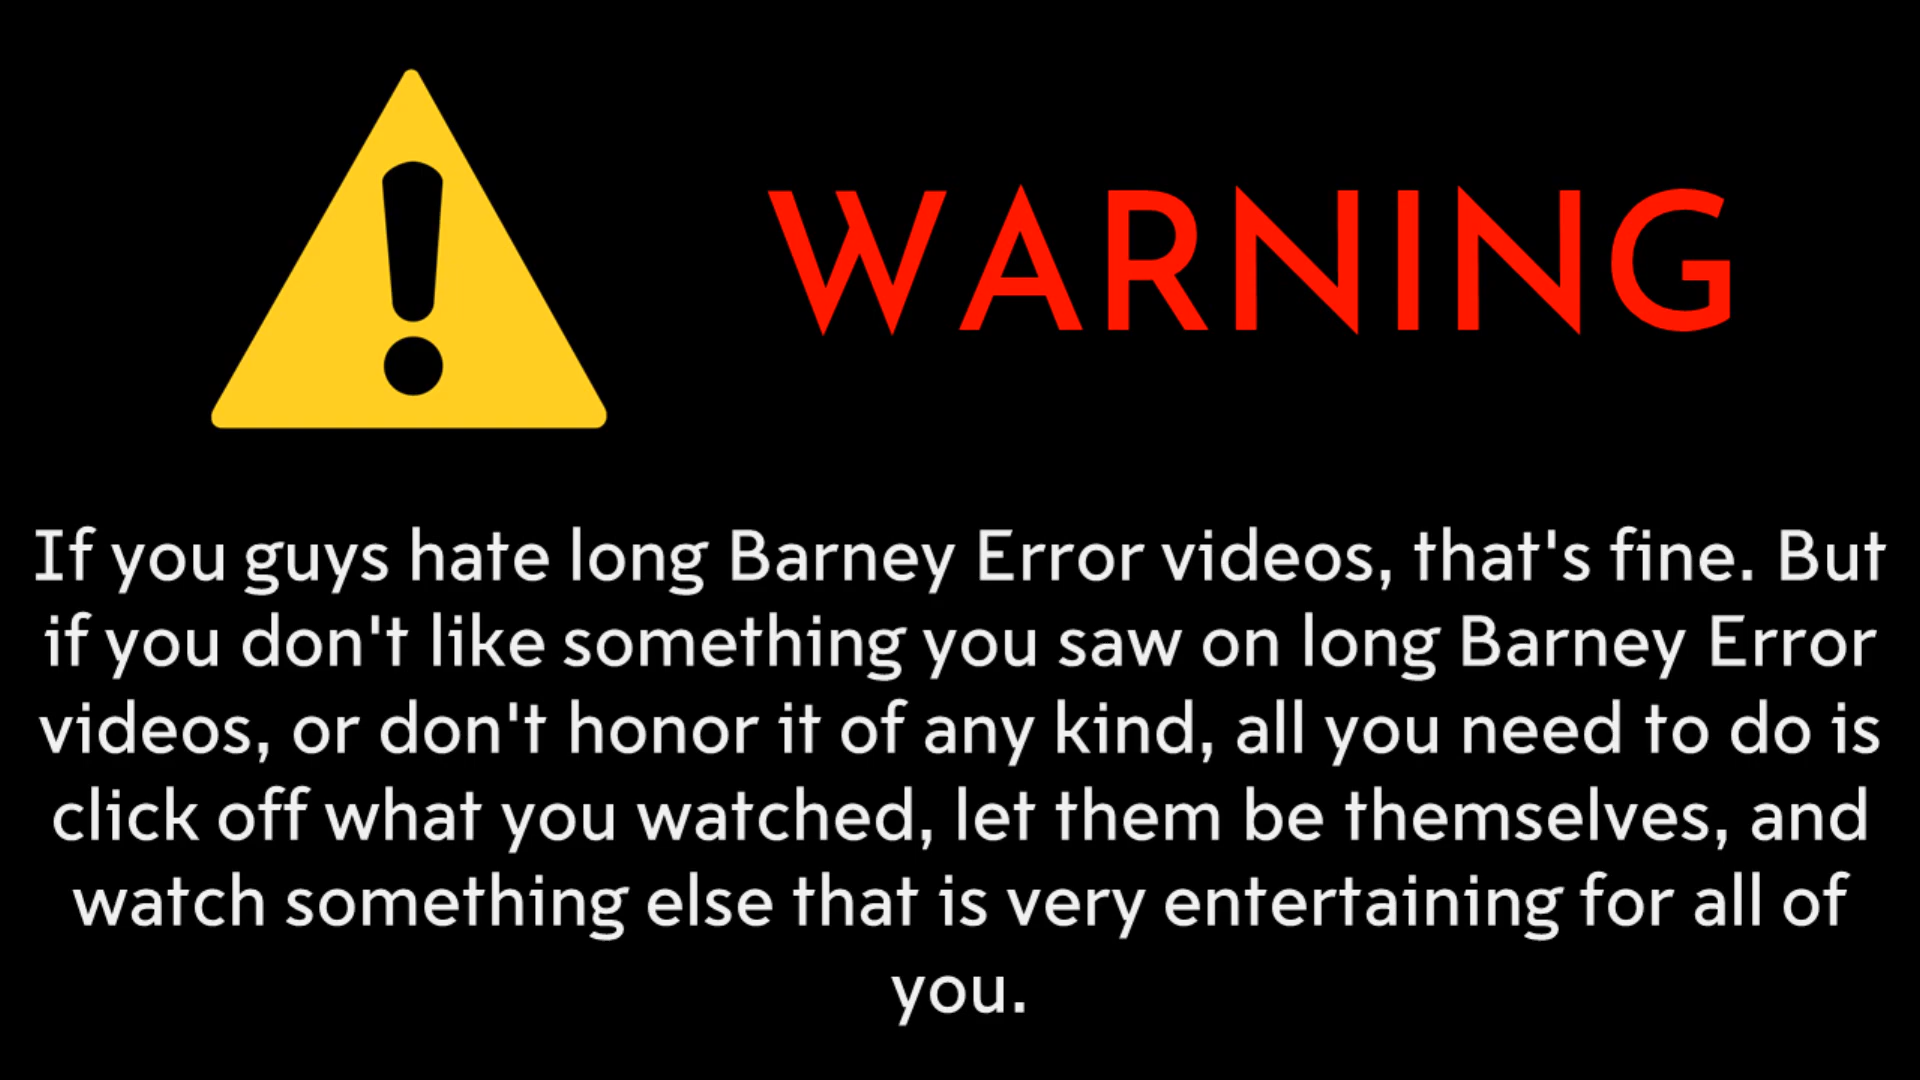 WARNING
If you guys hate long Barney Error videos, that's fine. But
if you don't like something you saw on long Barney Error
videos, or don't honor it of any kind, all you need to do is
click off what you watched, let them be themselves, and
watch something else that is very entertaining for all of
you.